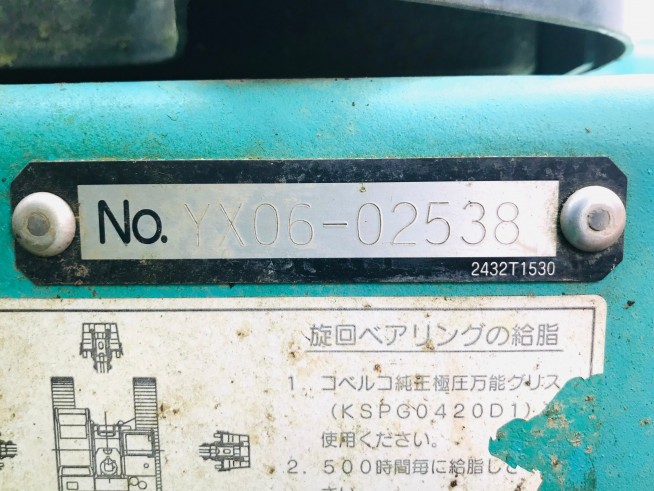 No. YX06-02538
2432T1530
旋回ベアリングの給脂
1. コベルコ純正極圧万能グリス
(KSPG0420D1)
使用ください。
2. 500時間毎に給脂し
さい